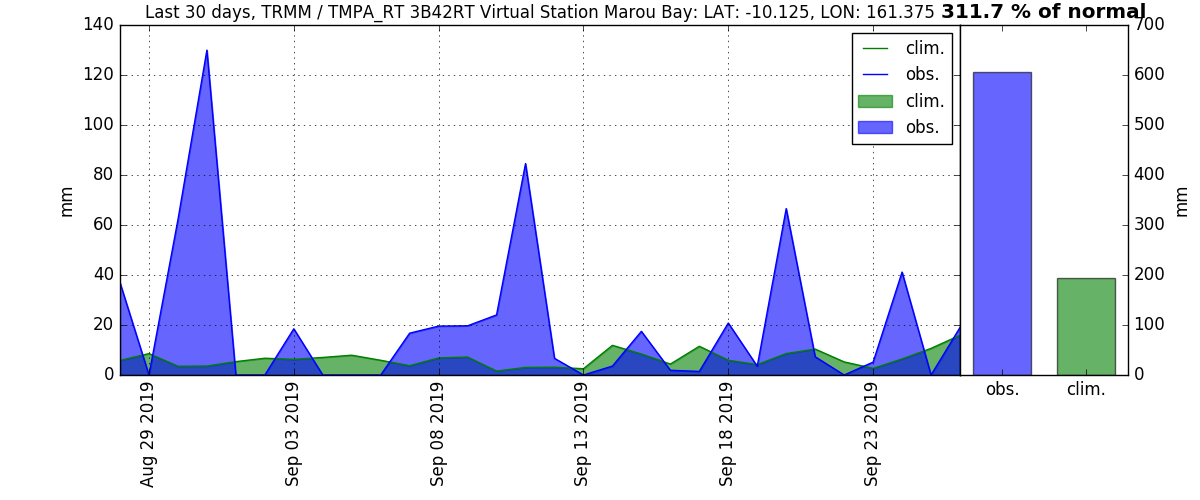 Last 30 days, TRMM / TMPA_RT 3B42RT Virtual Station Marou Bay: LAT: -10.125, LON: 161.375 311.7 % of normal
140
120
100
80
60
40
20
0
mm
clim.
obs.
clim.
obs.
700
600
500
400
300
200
100
0
mm
obs. clim.
Aug 29 2019
Sep 03 2019
Sep 08 2019
Sep 13 2019
Sep 18 2019
Sep 23 2019